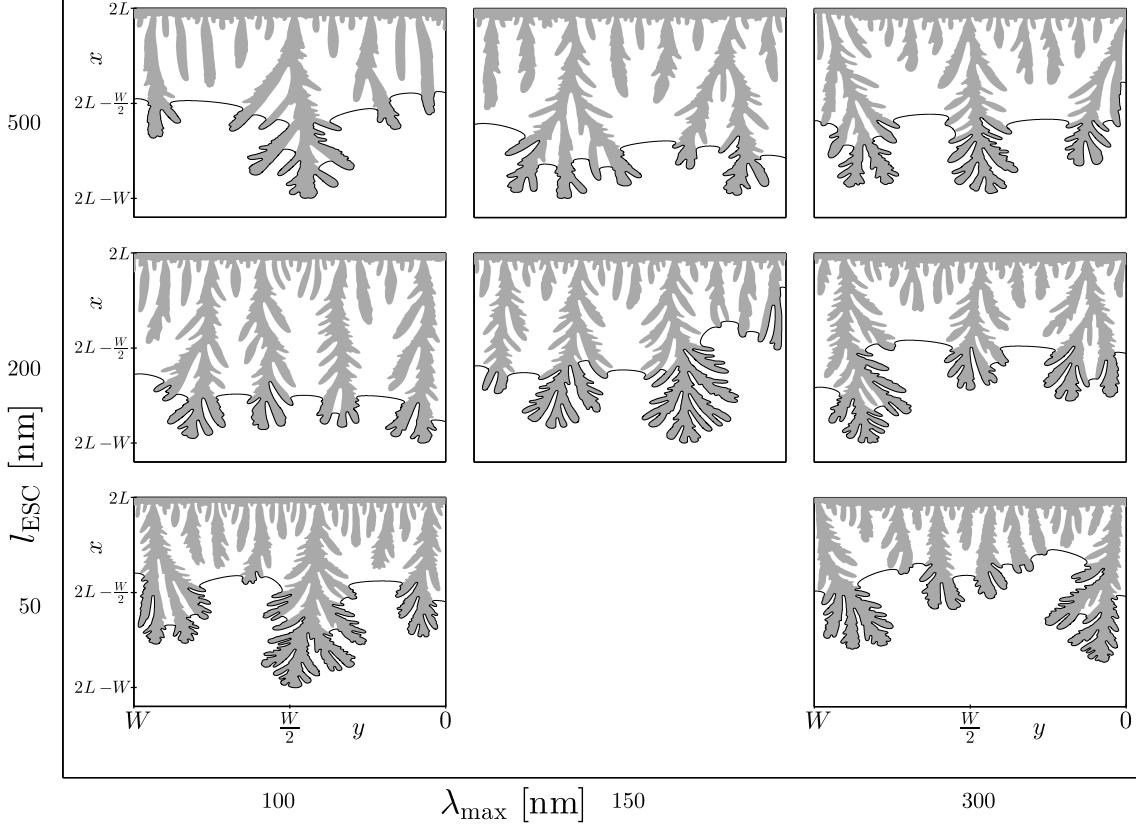 2L
x
2L − W/2
500
2L − W
2L
x
2L − W/2
200
2L − W
l_ESC [nm]
2L
x
2L − W/2
50
2L − W
W W/2 y 0 W W/2 y 0
100 λ_max [nm] 150 300